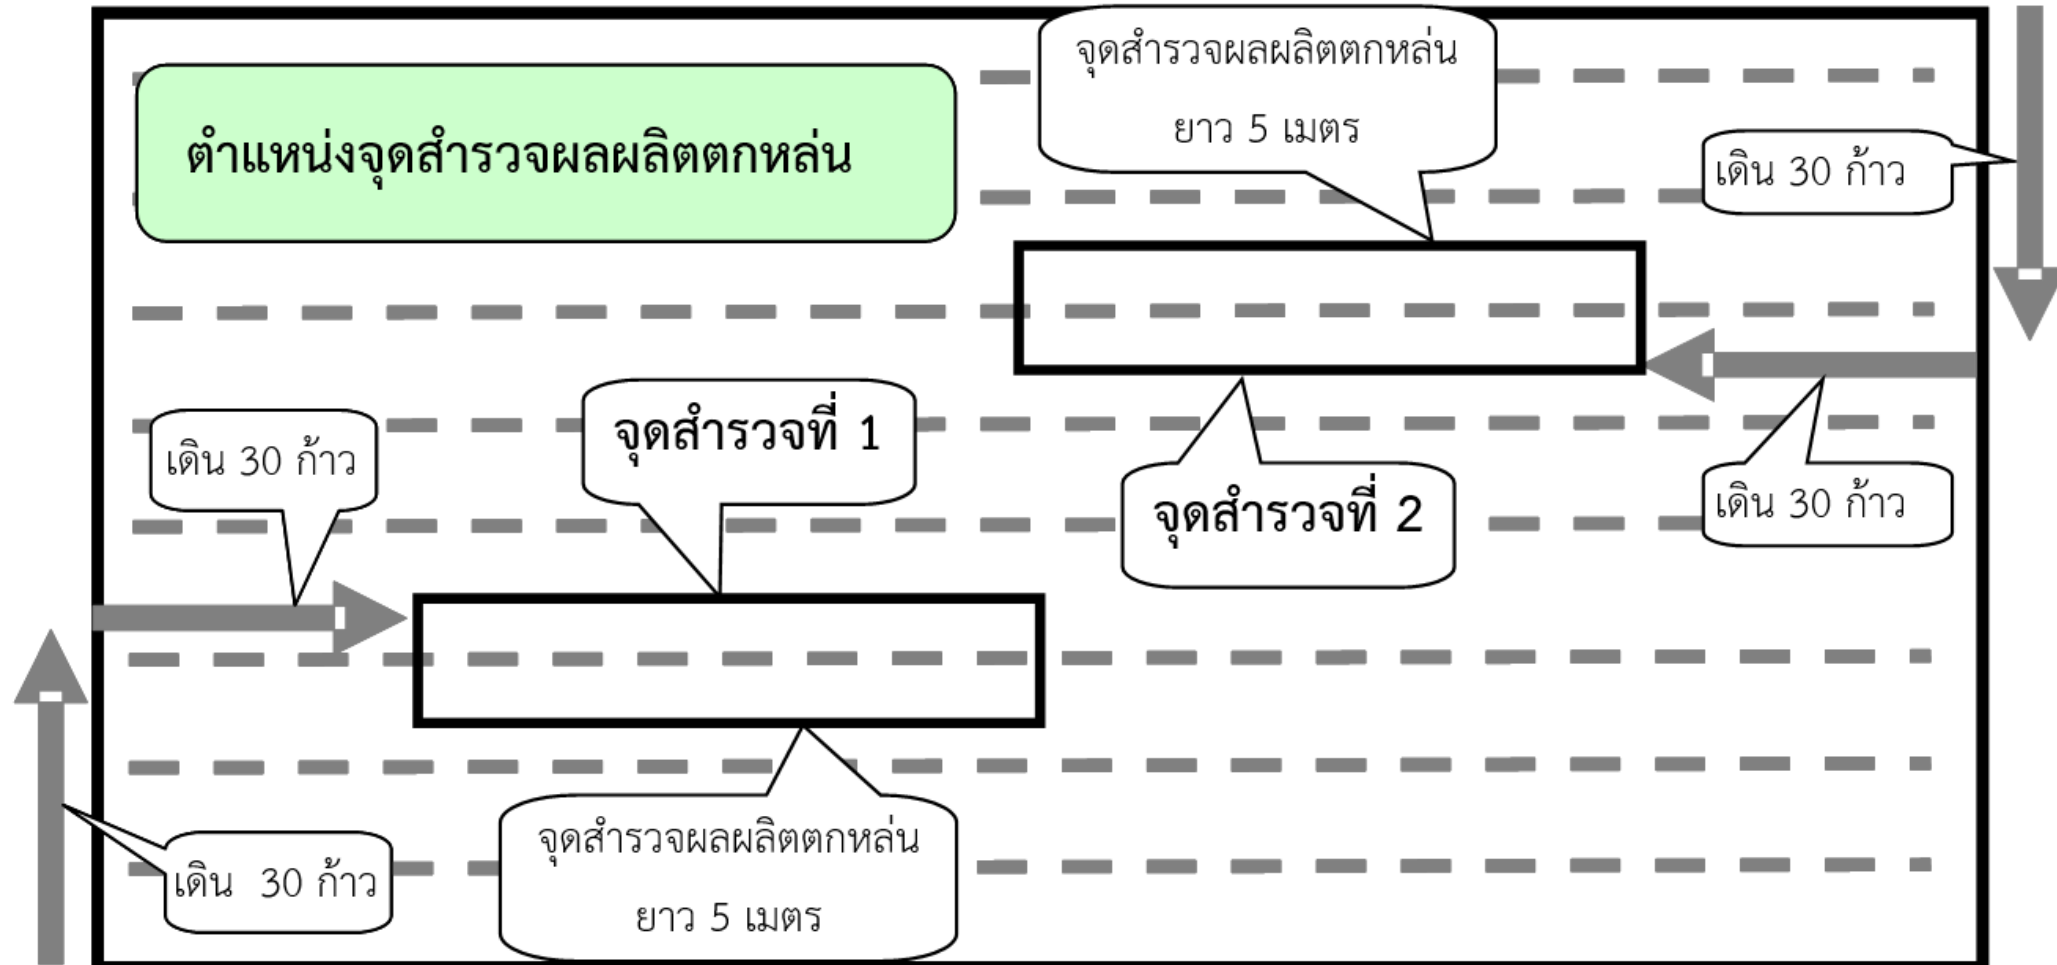 จุดสำรวจผลผลิตตกหล่น
ยาว 5 เมตร
ตำแหน่งจุดสำรวจผลผลิตตกหล่น
เดิน 30 ก้าว
จุดสำรวจที่ 1
เดิน 30 ก้าว
จุดสำรวจที่ 2
เดิน 30 ก้าว
จุดสำรวจผลผลิตตกหล่น
ยาว 5 เมตร
เดิน  30 ก้าว